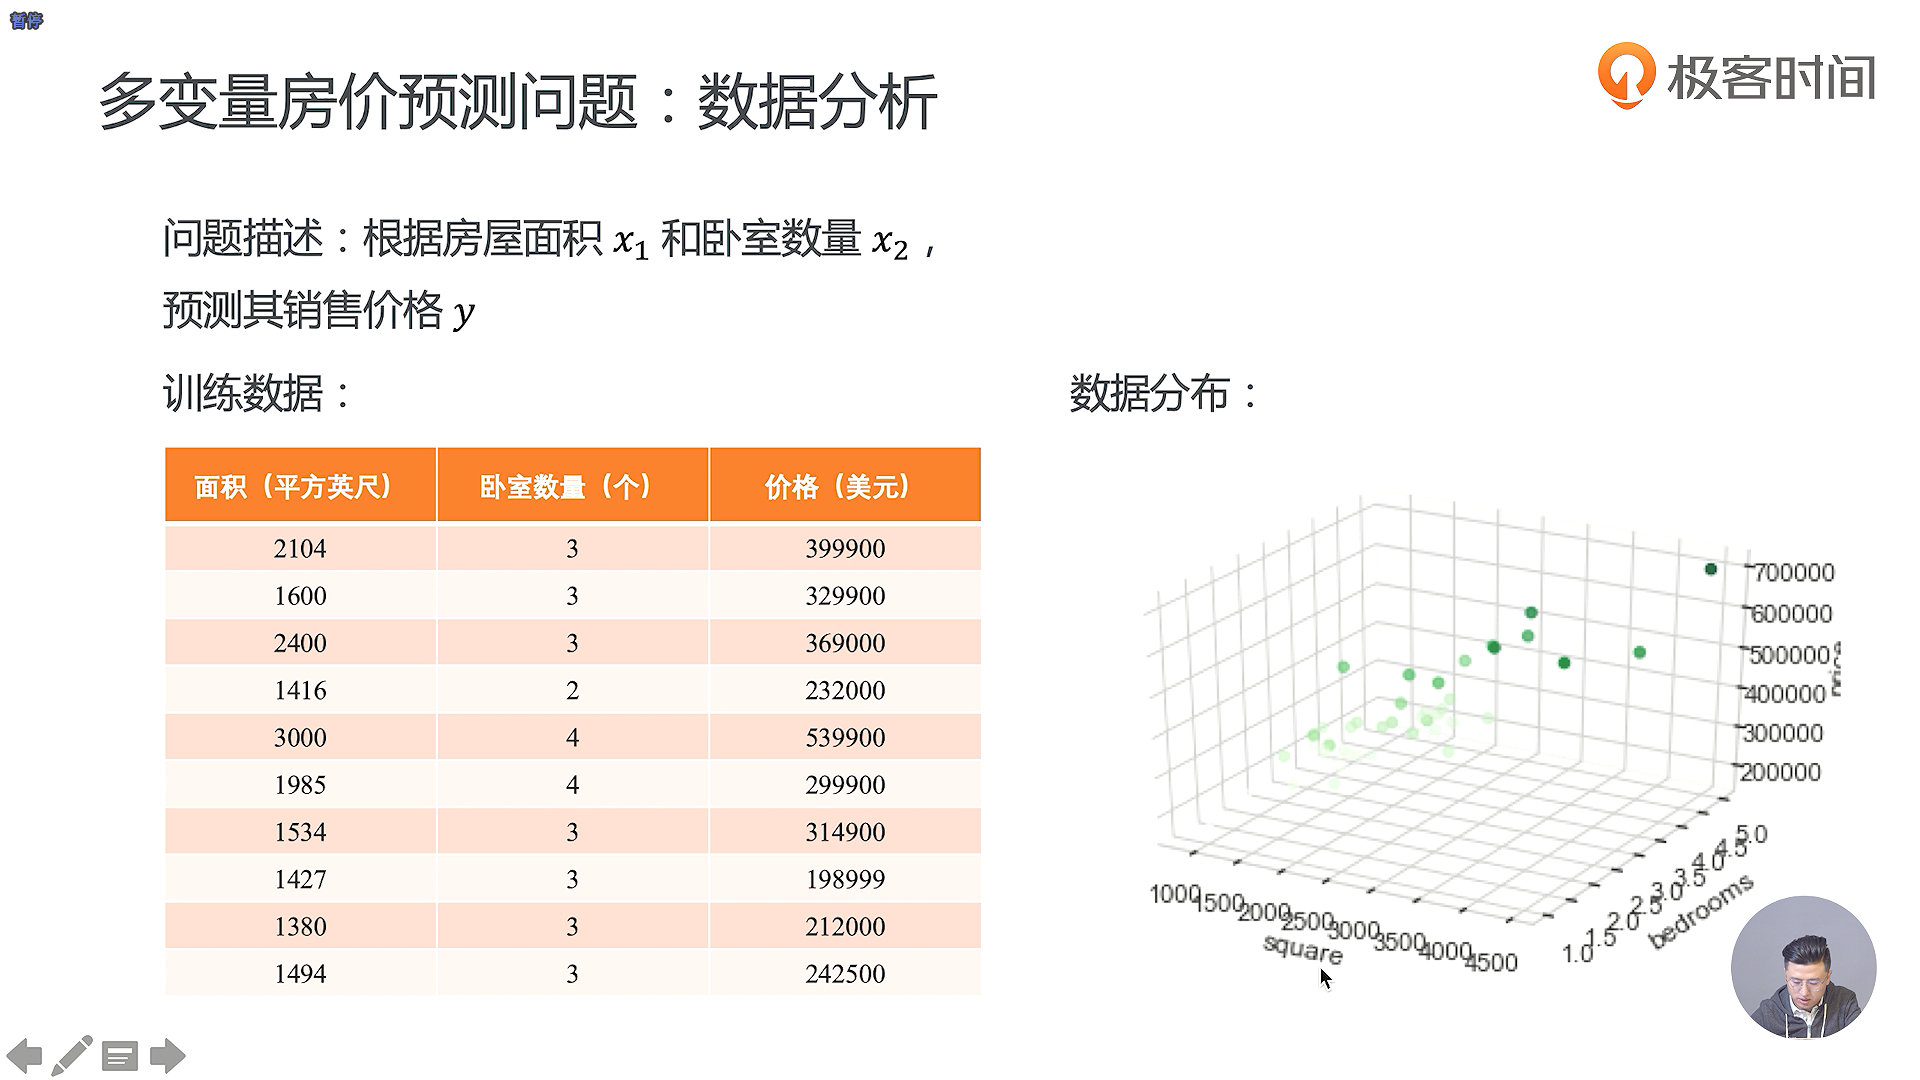 暂停
多变量房价预测问题：数据分析
极客时间
问题描述：根据房屋面积 x₁ 和卧室数量 x₂，
预测其销售价格 y
训练数据：
数据分布：
面积（平方英尺） 卧室数量（个） 价格（美元）
2104 3 399900
1600 3 329900
2400 3 369000
1416 2 232000
3000 4 539900
1985 4 299900
1534 3 314900
1427 3 198999
1380 3 212000
1494 3 242500
700000
600000
500000
400000
300000
200000
price
1000 1500 2000 2500 3000 3500 4000 4500
square
1.0 1.5 2.0 2.5 3.0 3.5 4.0 4.5 5.0
bedrooms